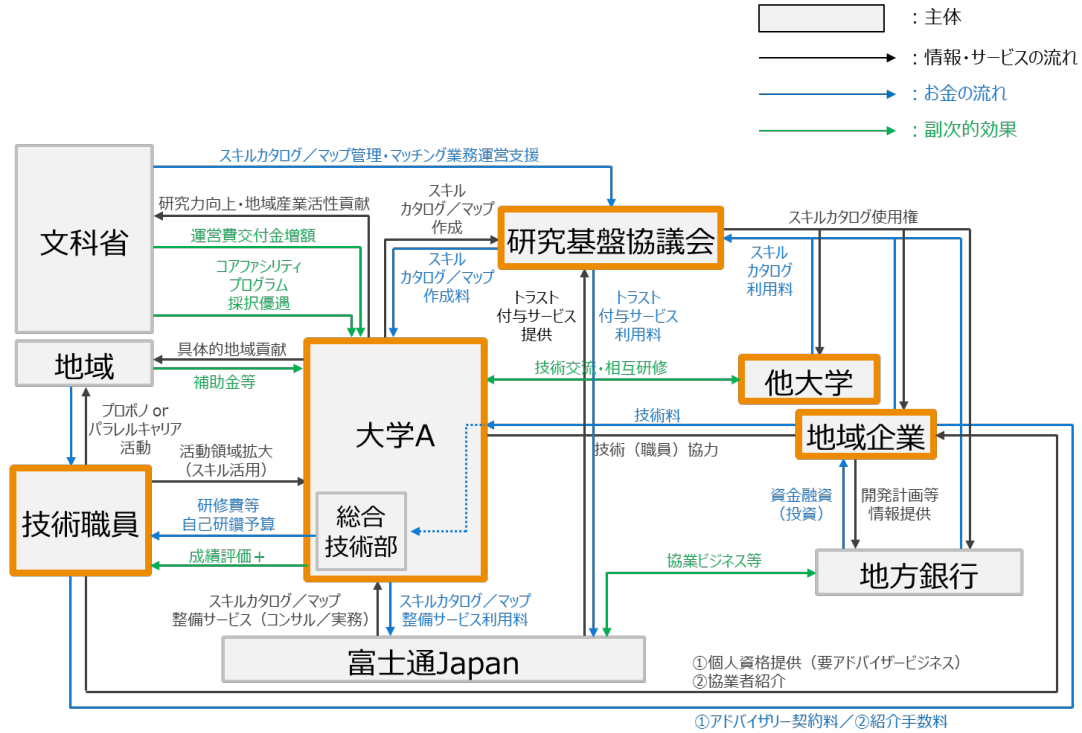 ：主体
：情報・サービスの流れ
：お金の流れ
：副次的効果
スキルカタログ／マップ管理・マッチング業務運営支援
文科省
研究力向上・地域産業活性貢献
運営費交付金増額
コアファシリティ
プログラム
採択優遇
スキル
カタログ／マップ
作成
スキル
カタログ／マップ
作成料
研究基盤協議会
スキルカタログ使用権
スキル
カタログ
利用料
トラスト
付与サービス
提供
トラスト
付与サービス
利用料
地域
具体的地域貢献
補助金等
技術交流・相互研修
他大学
プロボノ or
パラレルキャリア
活動
大学A
技術料
地域企業
技術（職員）協力
活動領域拡大
（スキル活用）
技術職員
研修費等
自己研鑽予算
総合
技術部
成績評価＋
資金融資
（投資）
開発計画等
情報提供
協業ビジネス等
地方銀行
スキルカタログ／マップ
整備サービス（コンサル／実務）
スキルカタログ／マップ
整備サービス利用料
富士通Japan
①個人資格提供（要アドバイザービジネス）
②協業者紹介
①アドバイザリー契約料／②紹介手数料